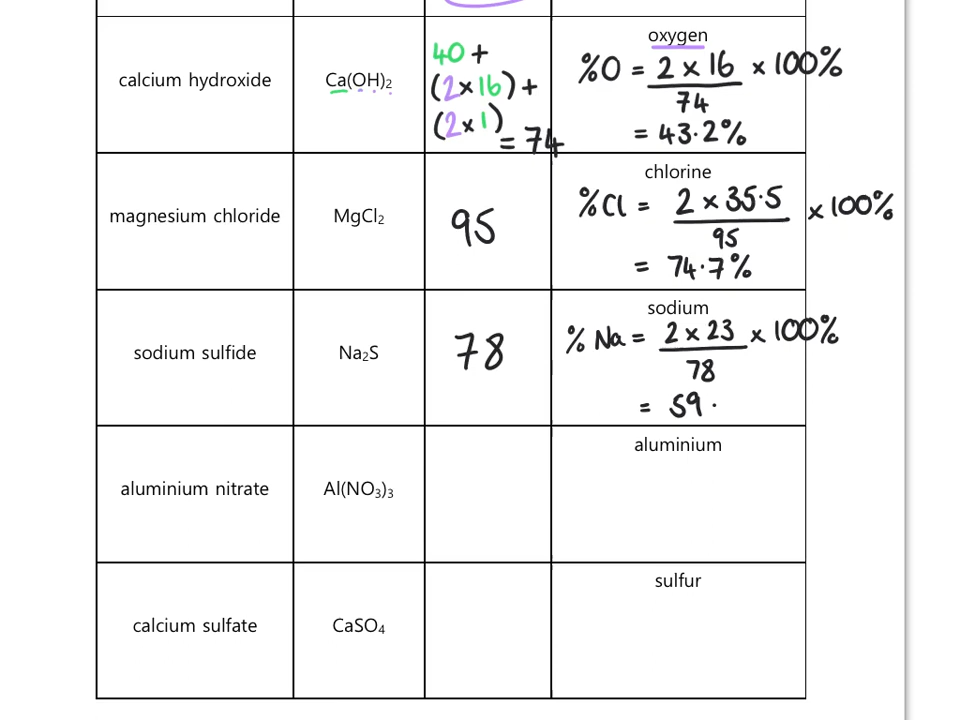 calcium hydroxide
Ca(OH)₂
40 +
(2×16) +
(2×1)
= 74
oxygen
%O = 2 × 16 × 100%
74
= 43.2%
magnesium chloride
MgCl₂
95
chlorine
%Cl = 2 × 35.5 × 100%
95
= 74.7%
sodium sulfide
Na₂S
78
sodium
% Na = 2 × 23 × 100%
78
= 59.
aluminium nitrate
Al(NO₃)₃
aluminium
calcium sulfate
CaSO₄
sulfur